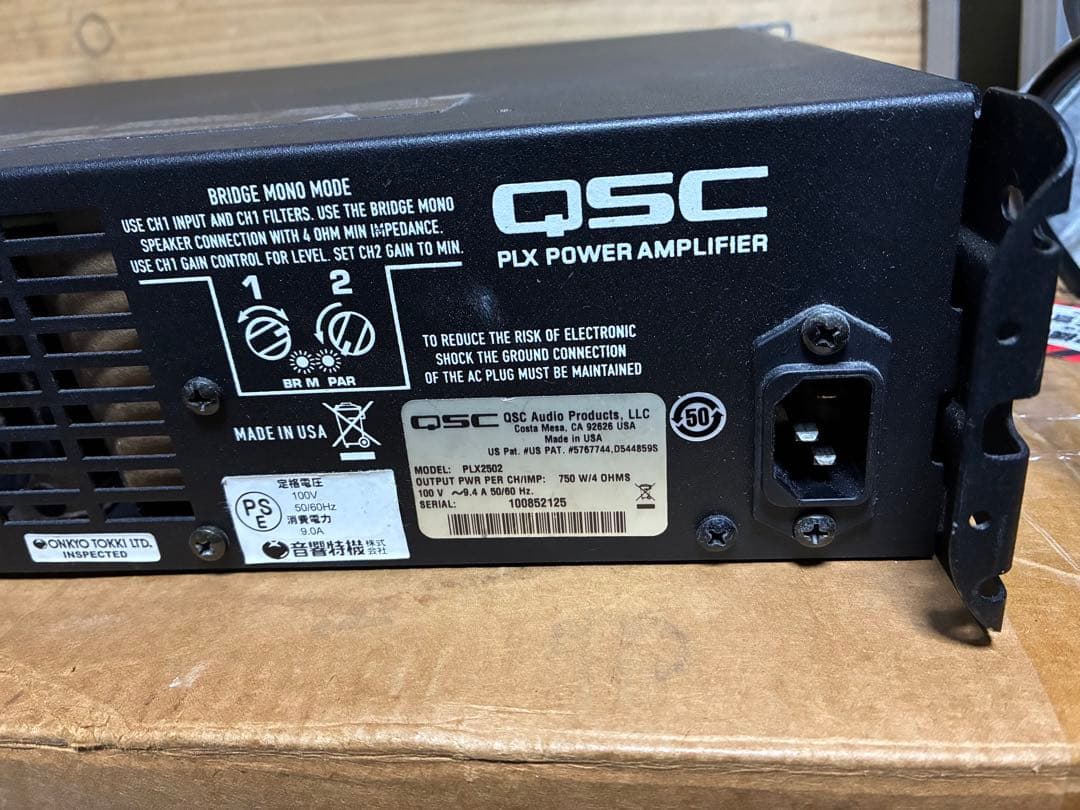 BRIDGE MONO MODE
USE CH1 INPUT AND CH1 FILTERS. USE THE BRIDGE MONO
SPEAKER CONNECTION WITH 4 OHM MIN IMPEDANCE.
USE CH1 GAIN CONTROL FOR LEVEL. SET CH2 GAIN TO MIN.
1 2
BR M PAR
QSC
PLX POWER AMPLIFIER
TO REDUCE THE RISK OF ELECTRONIC
SHOCK THE GROUND CONNECTION
OF THE AC PLUG MUST BE MAINTAINED
MADE IN USA
QSC QSC Audio Products, LLC
Costa Mesa, CA 92626 USA
Made in USA
US Pat. #US PAT. #5767744,D544859S
MODEL: PLX2502
OUTPUT PWR PER CH/IMP: 750 W/4 OHMS
100 V ~9.4 A 50/60 Hz.
SERIAL: 100852125
50
PSE
定格電圧
100V
50/60Hz
消費電力
9.0A
音響特機株式会社
ONKYO TOKKI LTD.
INSPECTED